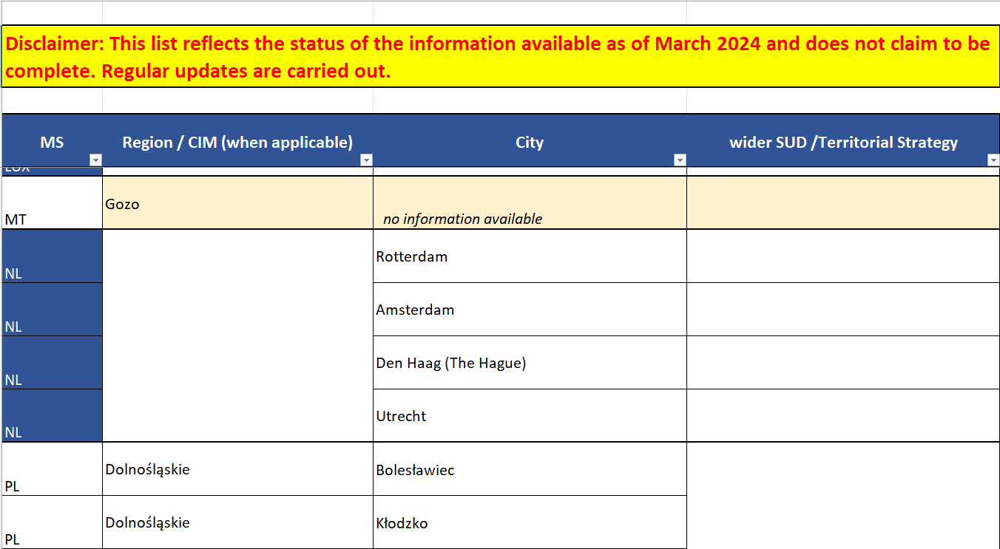 Disclaimer: This list reflects the status of the information available as of March 2024 and does not claim to be
complete. Regular updates are carried out.
MS Region / CIM (when applicable) City wider SUD /Territorial Strategy
LUX
Gozo
MT no information available
Rotterdam
NL
Amsterdam
NL
Den Haag (The Hague)
NL
Utrecht
NL
Dolnośląskie Bolesławiec
PL
Dolnośląskie Kłodzko
PL